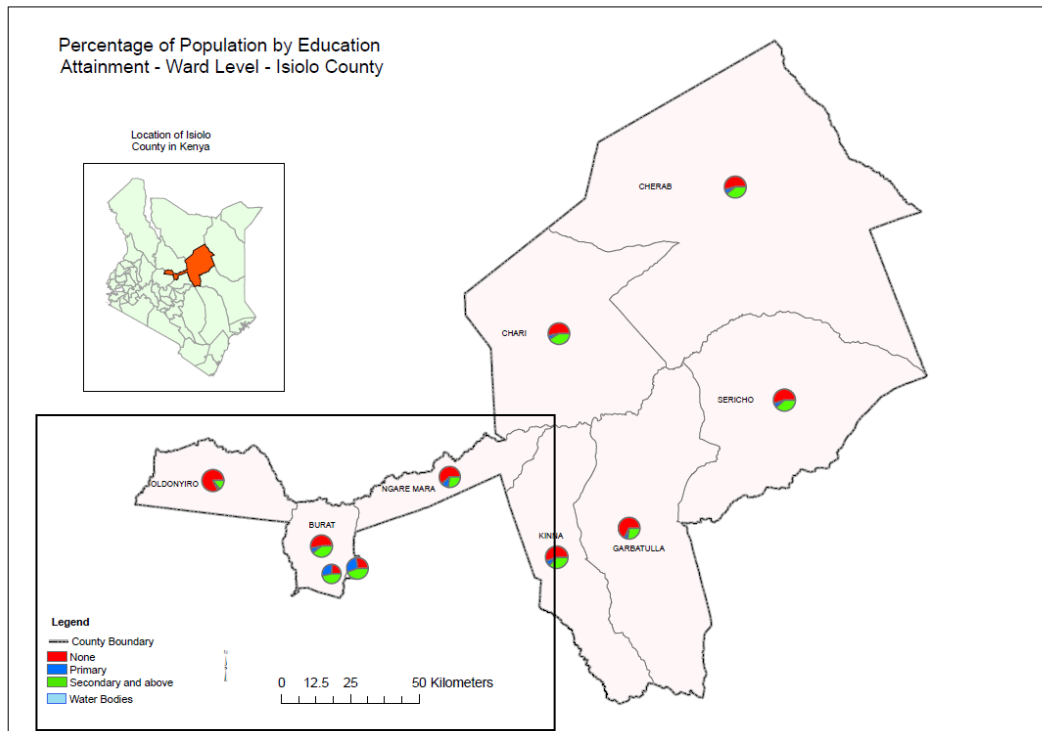 Percentage of Population by Education
Attainment - Ward Level - Isiolo County
Location of Isiolo
County in Kenya
CHERAB
CHARI
SERICHO
OLDONYIRO
NGARE MARA
BURAT
KINNA
GARBATULLA
Legend
County Boundary
None
Primary
Secondary and above
Water Bodies
0 12.5 25 50 Kilometers